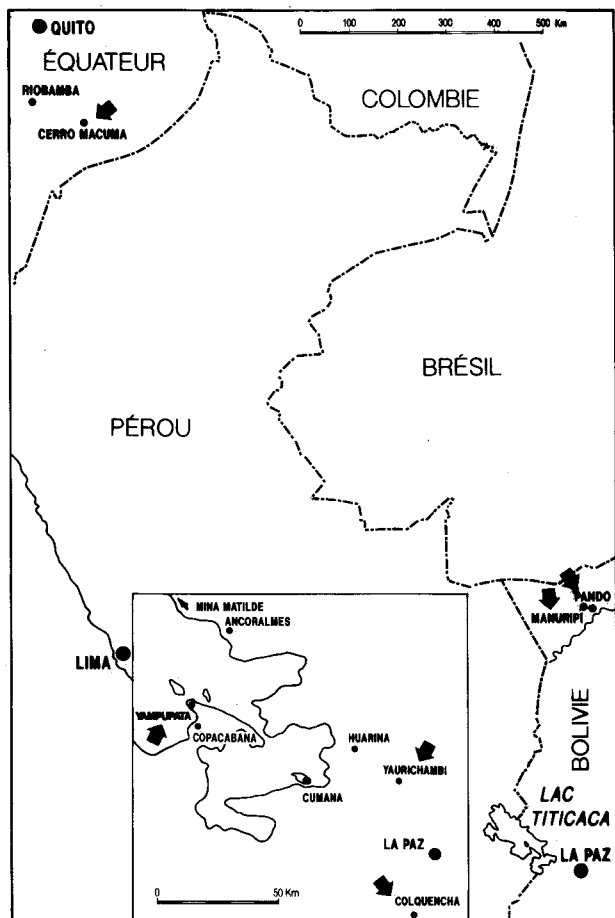 QUITO
0 100 200 300 400 500 Km
ÉQUATEUR
RIOBAMBA
COLOMBIE
CERRO MACUMA
BRÉSIL
PÉROU
PANDO
MANURIPI
LIMA
MINA MATILDE
ANCORALMES
YAMPUPATA
COPACABANA
HUARINA
YAURICHAMBI
CUMANA
LA PAZ
COLQUENCHA
0 50 Km
BOLIVIE
LAC
TITICACA
LA PAZ